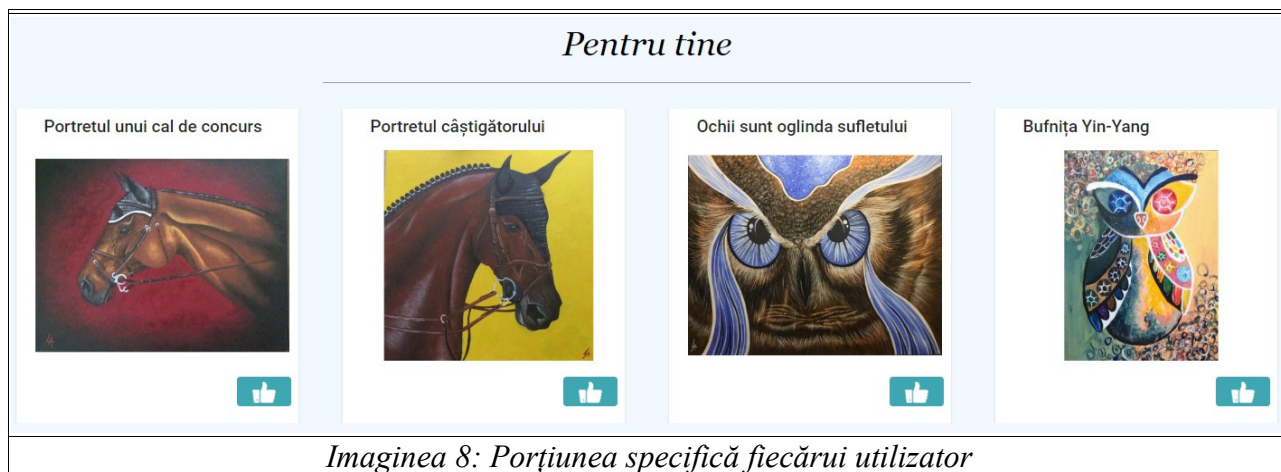 Pentru tine
Portretul unui cal de concurs
Portretul câștigătorului
Ochii sunt oglinda sufletului
Bufnița Yin-Yang
Imaginea 8: Porțiunea specifică fiecărui utilizator